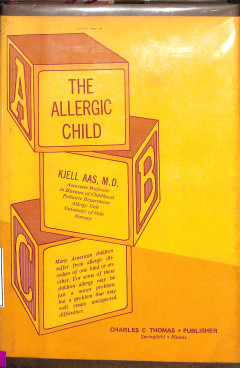 A
THE
ALLERGIC
CHILD
KJELL AAS, M.D.
Associate Professor
in Diseases of Childhood
Pediatric Department
Allergy Unit
University of Oslo
Norway
B
C
Many American children
suffer from allergic dis-
orders of one kind or an-
other. For some of these
children allergy may be
just a minor problem,
but a problem that may
well create unexpected
difficulties.
CHARLES C THOMAS • PUBLISHER
Springfield • Illinois